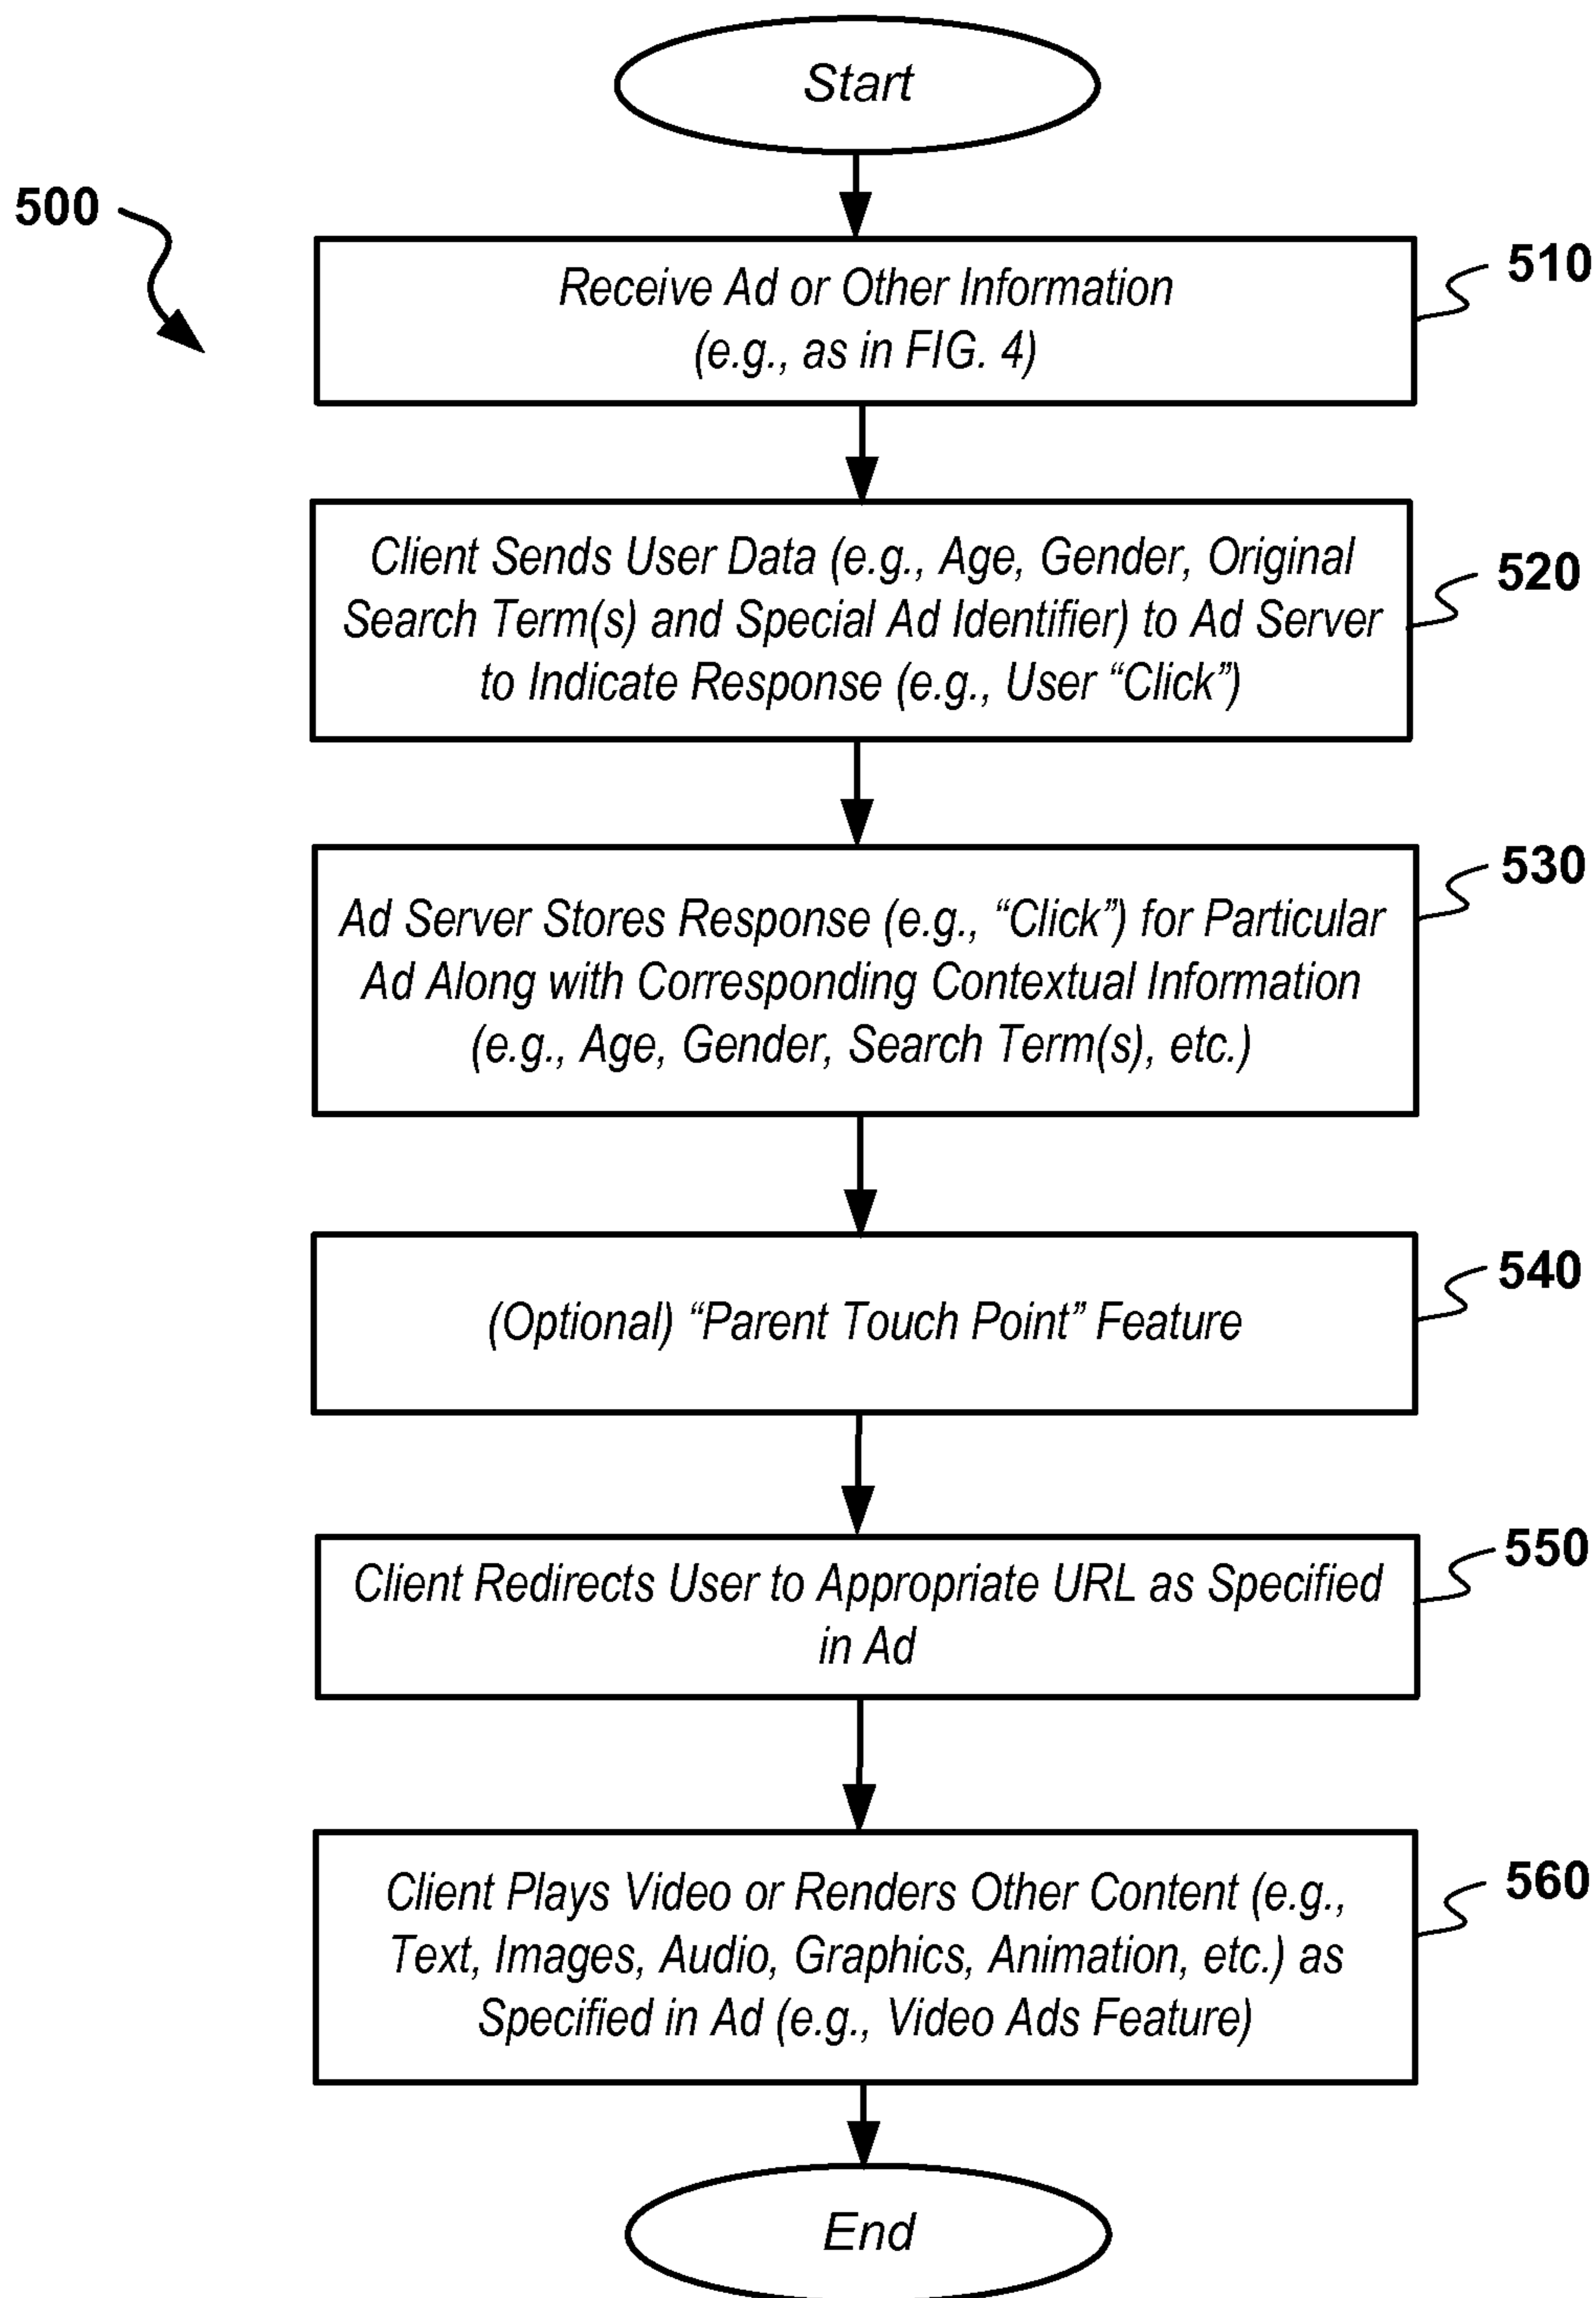 Start
500
Receive Ad or Other Information
(e.g., as in FIG. 4)
510
Client Sends User Data (e.g., Age, Gender, Original
Search Term(s) and Special Ad Identifier) to Ad Server
to Indicate Response (e.g., User “Click”)
520
Ad Server Stores Response (e.g., “Click”) for Particular
Ad Along with Corresponding Contextual Information
(e.g., Age, Gender, Search Term(s), etc.)
530
(Optional) “Parent Touch Point” Feature
540
Client Redirects User to Appropriate URL as Specified
in Ad
550
Client Plays Video or Renders Other Content (e.g.,
Text, Images, Audio, Graphics, Animation, etc.) as
Specified in Ad (e.g., Video Ads Feature)
560
End